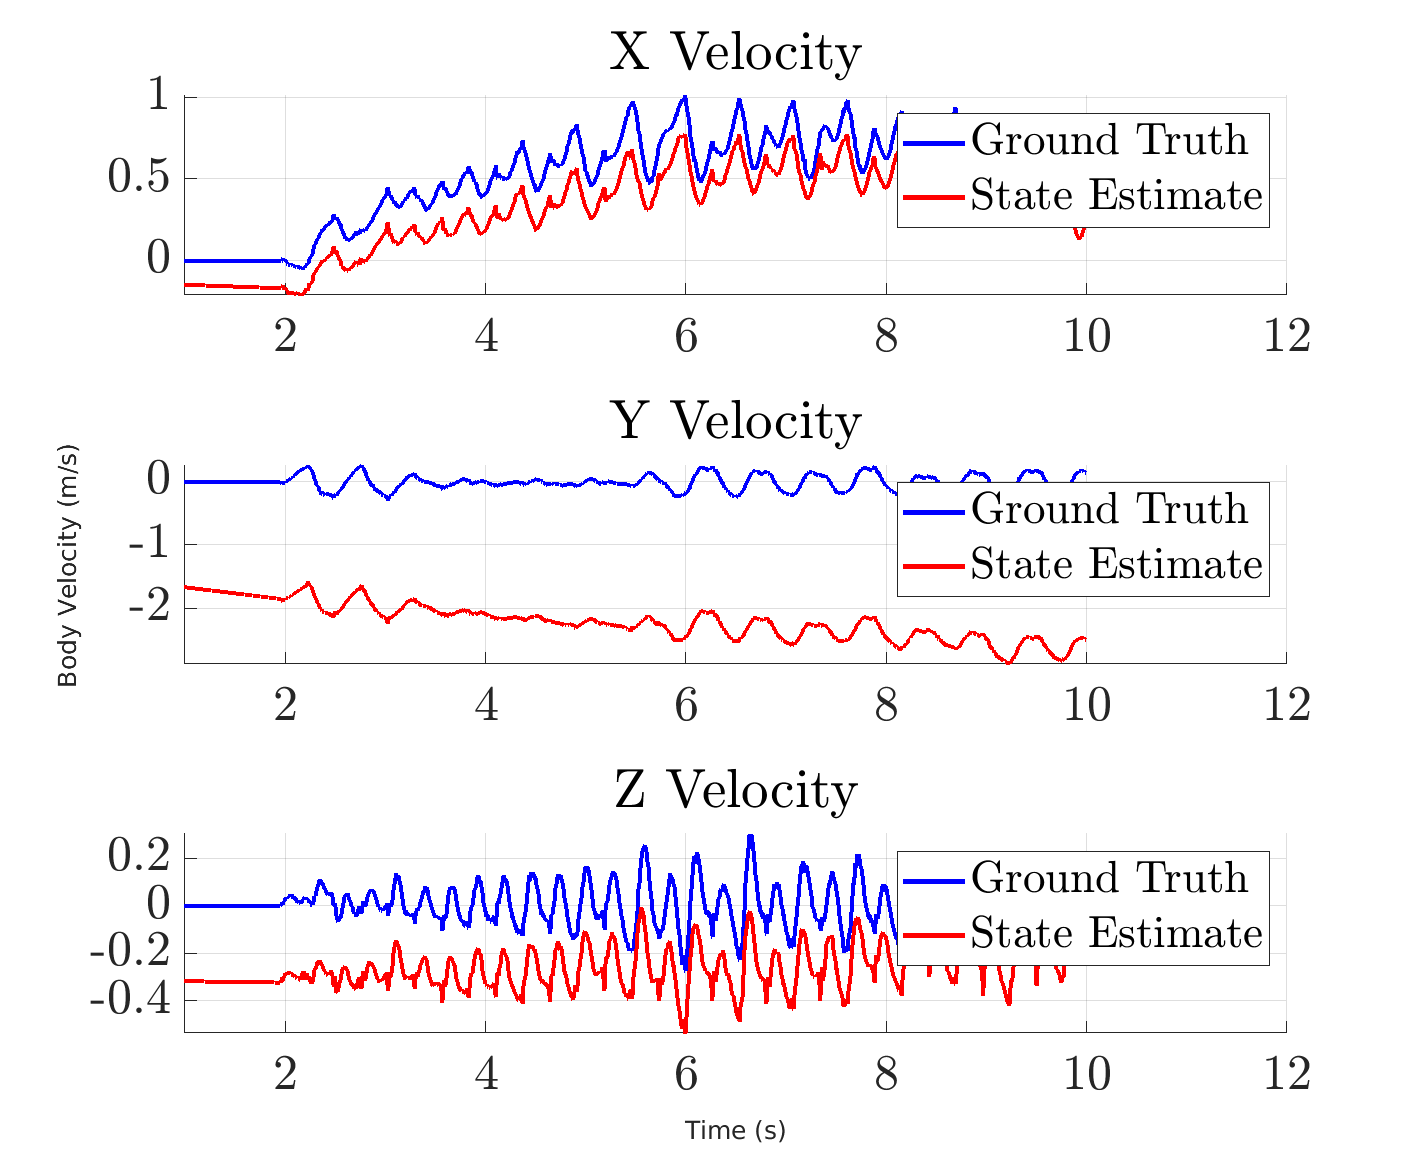 X Velocity
1
0.5
0
Ground Truth
State Estimate
2 4 6 8 10 12
Y Velocity
0
-1
-2
Ground Truth
State Estimate
2 4 6 8 10 12
Body Velocity (m/s)
Z Velocity
0.2
0
-0.2
-0.4
Ground Truth
State Estimate
2 4 6 8 10 12
Time (s)